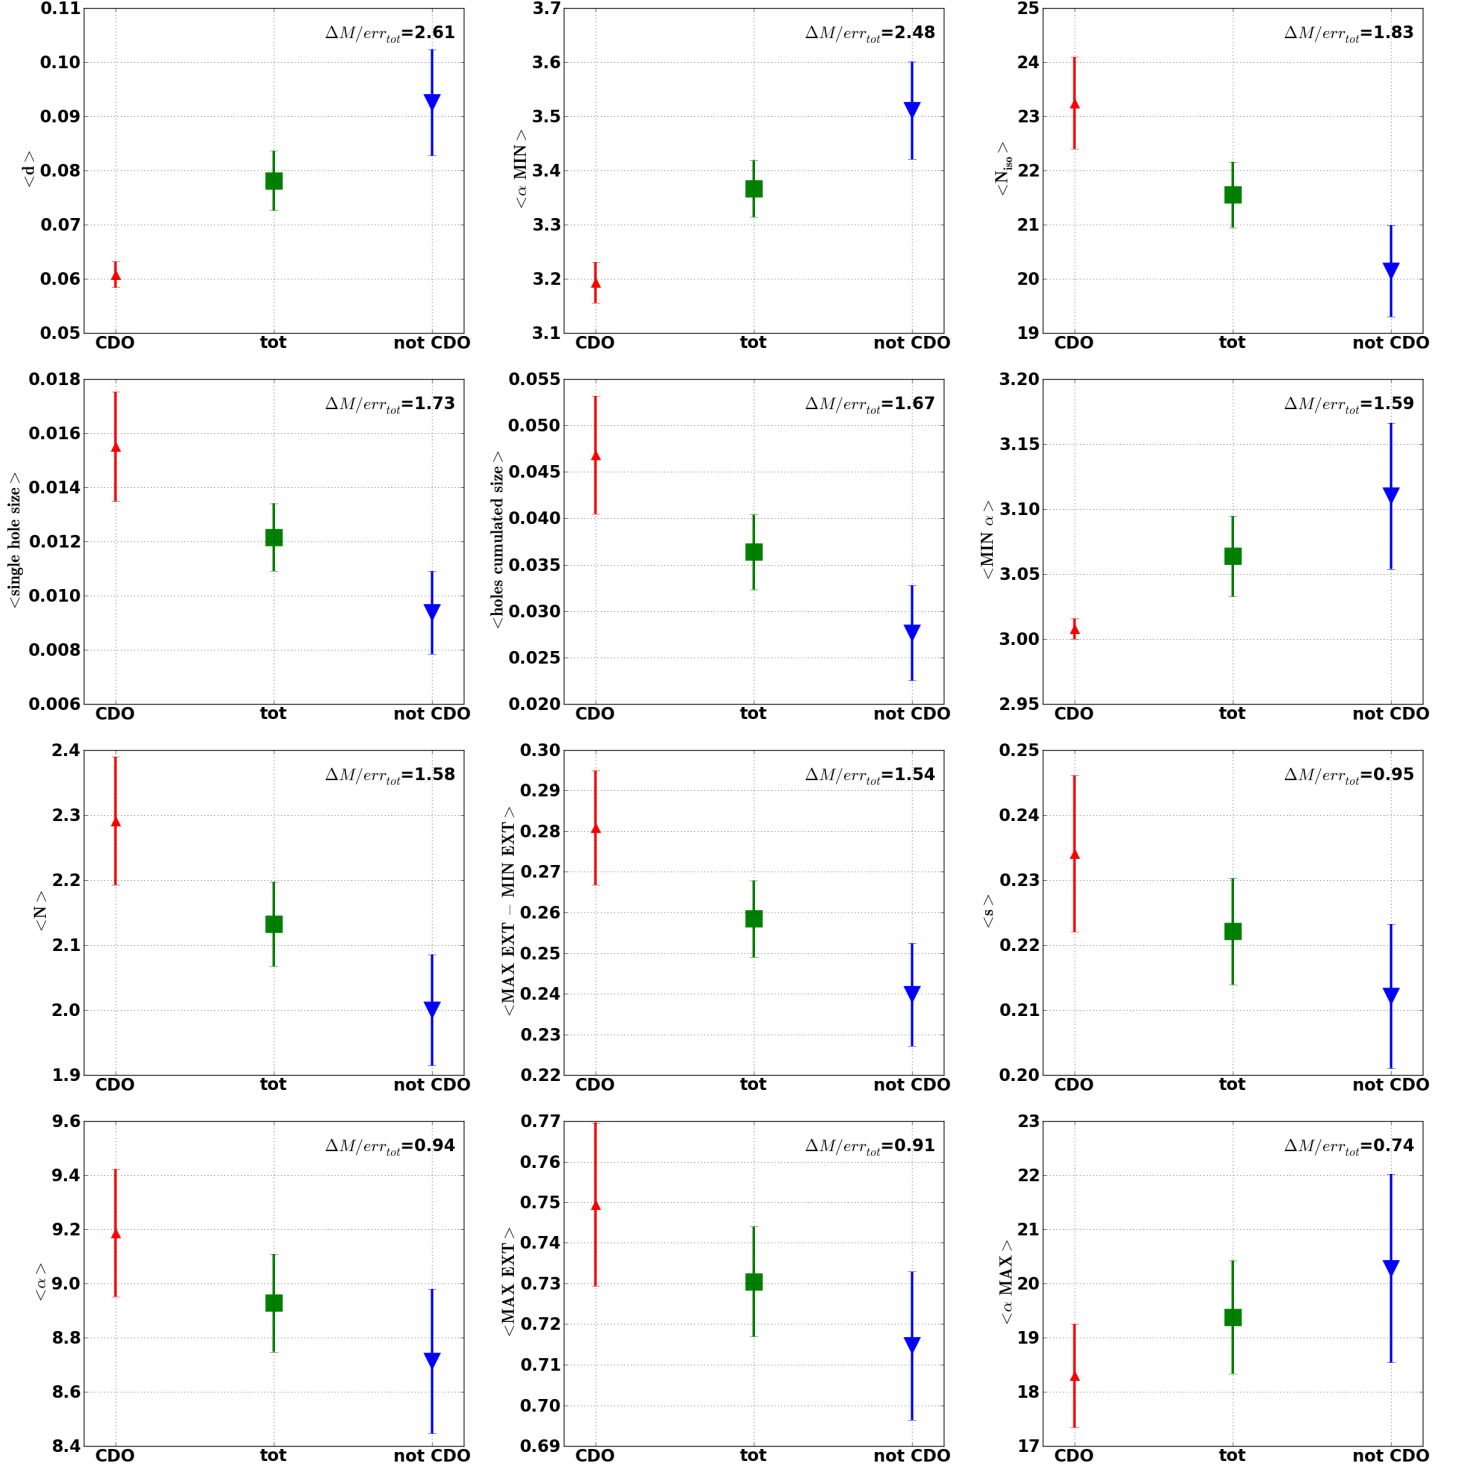 0.11
0.10
0.09
0.08
0.07
0.06
0.05
<d>
ΔM/err_tot=2.61
CDO tot not CDO
3.7
3.6
3.5
3.4
3.3
3.2
3.1
<α MIN>
ΔM/err_tot=2.48
CDO tot not CDO
25
24
23
22
21
20
19
<N_iso>
ΔM/err_tot=1.83
CDO tot not CDO
0.018
0.016
0.014
0.012
0.010
0.008
0.006
<single hole size>
ΔM/err_tot=1.73
CDO tot not CDO
0.055
0.050
0.045
0.040
0.035
0.030
0.025
0.020
<holes cumulated size>
ΔM/err_tot=1.67
CDO tot not CDO
3.20
3.15
3.10
3.05
3.00
2.95
<MIN α>
ΔM/err_tot=1.59
CDO tot not CDO
2.4
2.3
2.2
2.1
2.0
1.9
<N>
ΔM/err_tot=1.58
CDO tot not CDO
0.30
0.29
0.28
0.27
0.26
0.25
0.24
0.23
0.22
<MAX EXT − MIN EXT>
ΔM/err_tot=1.54
CDO tot not CDO
0.25
0.24
0.23
0.22
0.21
0.20
<s>
ΔM/err_tot=0.95
CDO tot not CDO
9.6
9.4
9.2
9.0
8.8
8.6
8.4
<α>
ΔM/err_tot=0.94
CDO tot not CDO
0.77
0.76
0.75
0.74
0.73
0.72
0.71
0.70
0.69
<MAX EXT>
ΔM/err_tot=0.91
CDO tot not CDO
23
22
21
20
19
18
17
<α MAX>
ΔM/err_tot=0.74
CDO tot not CDO